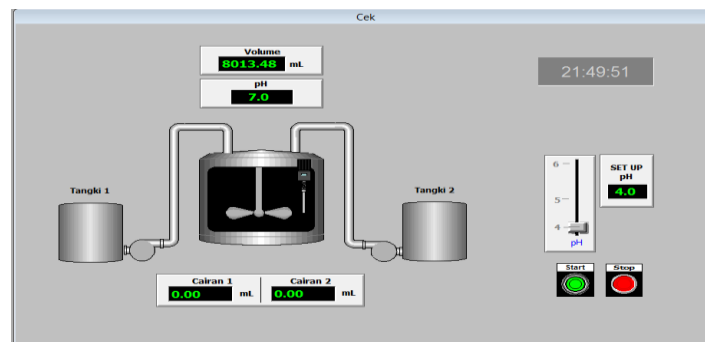 Cek
Volume
8013.48 mL
pH
7.0
21:49:51
Tangki 1
Tangki 2
6
5
4
pH
SET UP
pH
4.0
Cairan 1
0.00 mL
Cairan 2
0.00 mL
Start
Stop